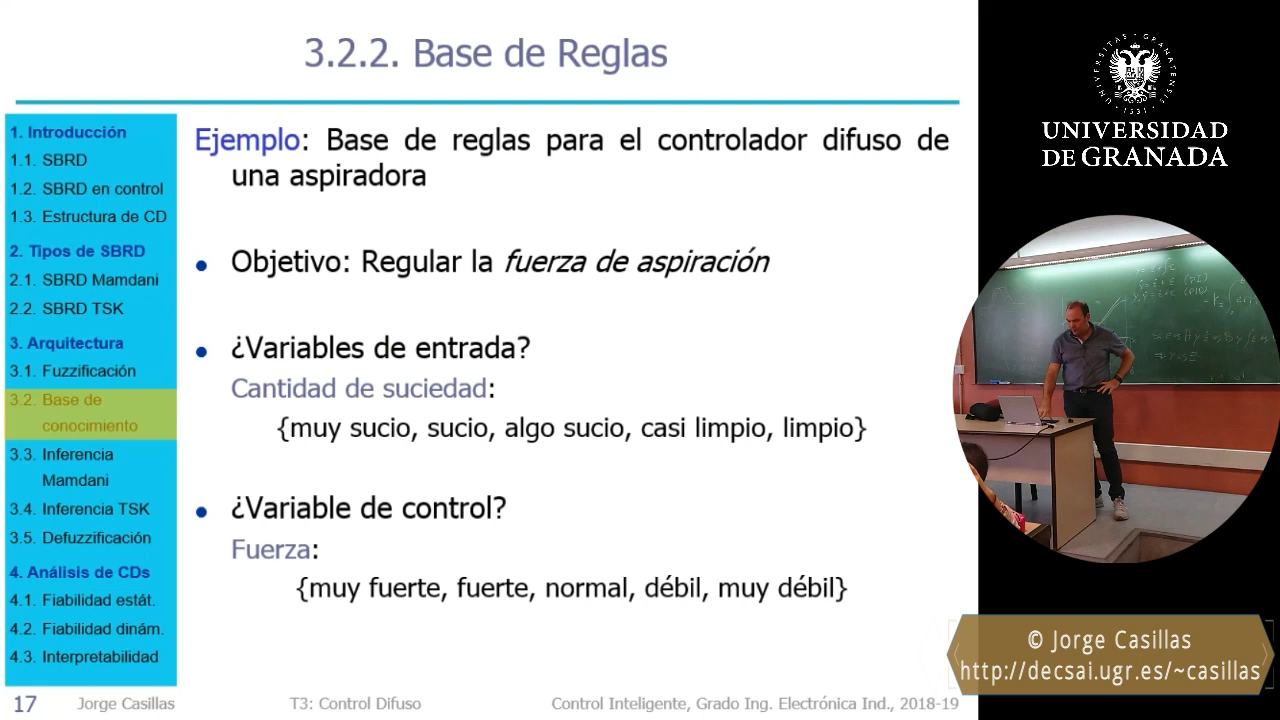 3.2.2. Base de Reglas
1. Introducción
1.1. SBRD
1.2. SBRD en control
1.3. Estructura de CD
2. Tipos de SBRD
2.1. SBRD Mamdani
2.2. SBRD TSK
3. Arquitectura
3.1. Fuzzificación
3.2. Base de
conocimiento
3.3. Inferencia
Mamdani
3.4. Inferencia TSK
3.5. Defuzzificación
4. Análisis de CDs
4.1. Fiabilidad estát.
4.2. Fiabilidad dinám.
4.3. Interpretabilidad
Ejemplo: Base de reglas para el controlador difuso de
una aspiradora
• Objetivo: Regular la fuerza de aspiración
• ¿Variables de entrada?
Cantidad de suciedad:
{muy sucio, sucio, algo sucio, casi limpio, limpio}
• ¿Variable de control?
Fuerza:
{muy fuerte, fuerte, normal, débil, muy débil}
17 Jorge Casillas T3: Control Difuso Control Inteligente, Grado Ing. Electrónica Ind., 2018-19
UNIVERSITAS GRANATENSIS 1531
UNIVERSIDAD
DE GRANADA
© Jorge Casillas
http://decsai.ugr.es/~casillas